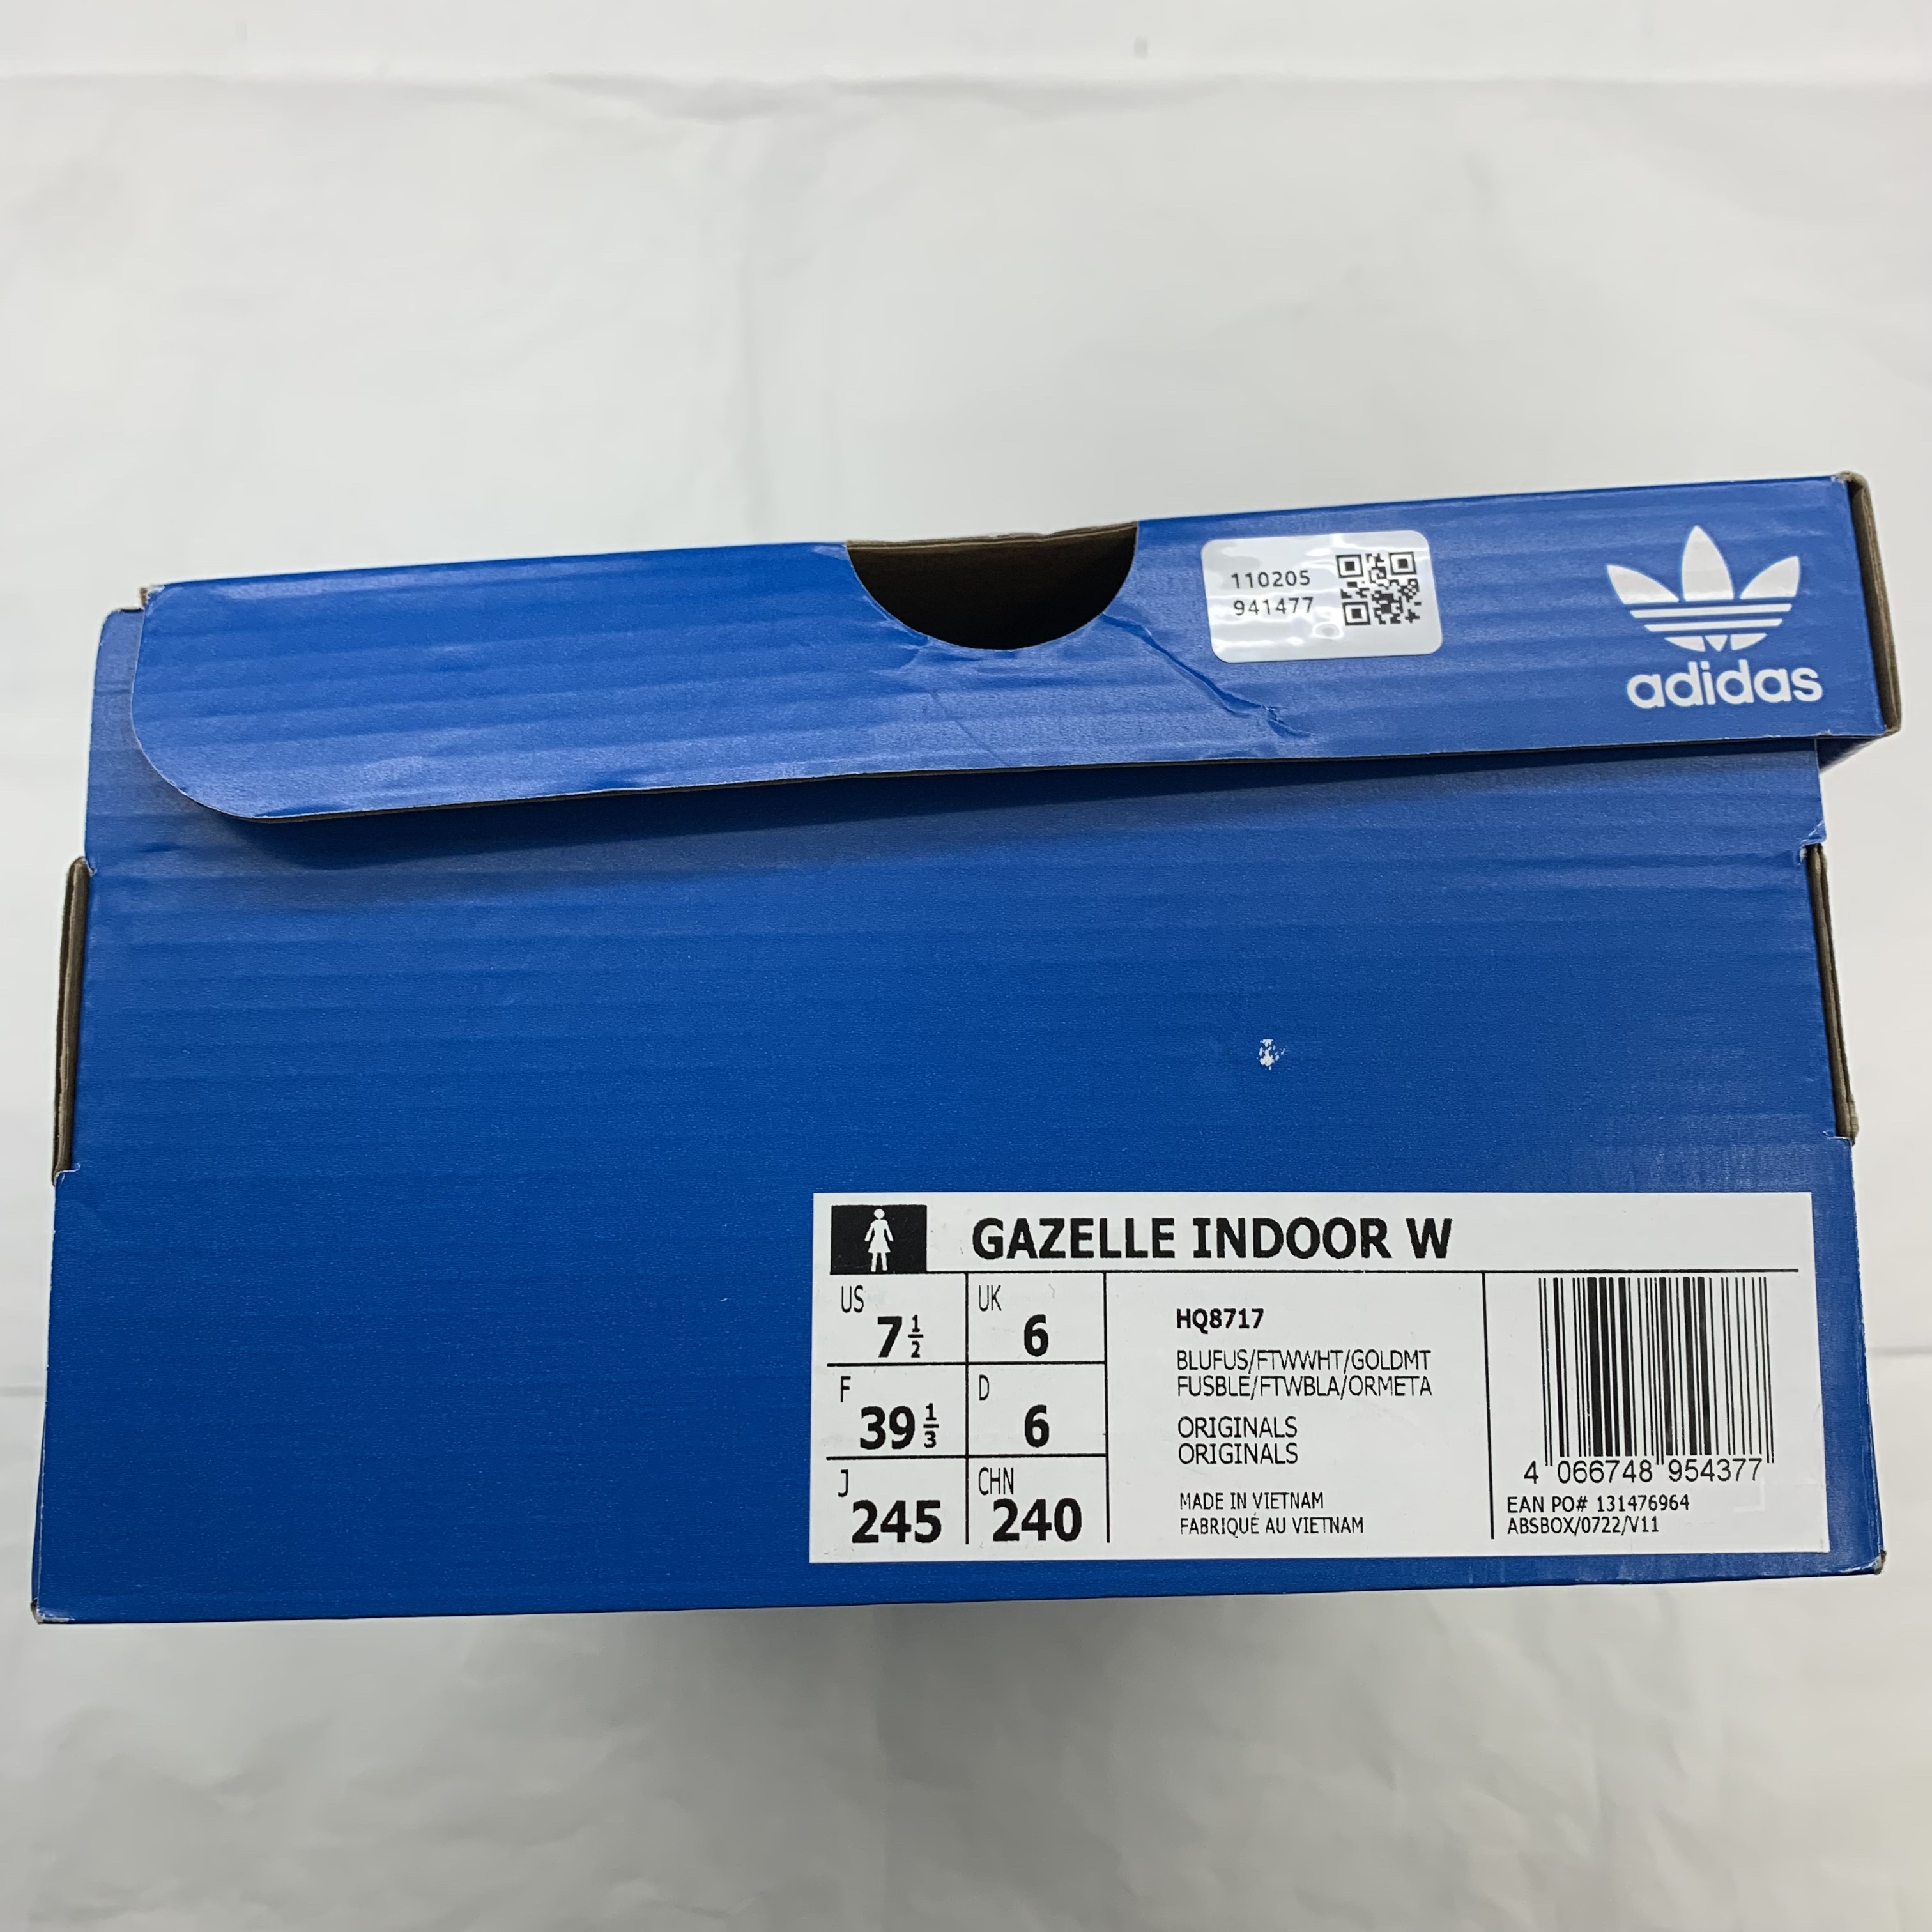 110205
941477
adidas
GAZELLE INDOOR W
US
7 1/2
UK
6
F
39 1/3
D
6
J
245
CHN
240
HQ8717
BLUFUS/FTWWHT/GOLDMT
FUSBLE/FTWBLA/ORMETA
ORIGINALS
ORIGINALS
MADE IN VIETNAM
FABRIQUÉ AU VIETNAM
4 066748 954377
EAN PO# 131476964
ABSBOX/0722/V11